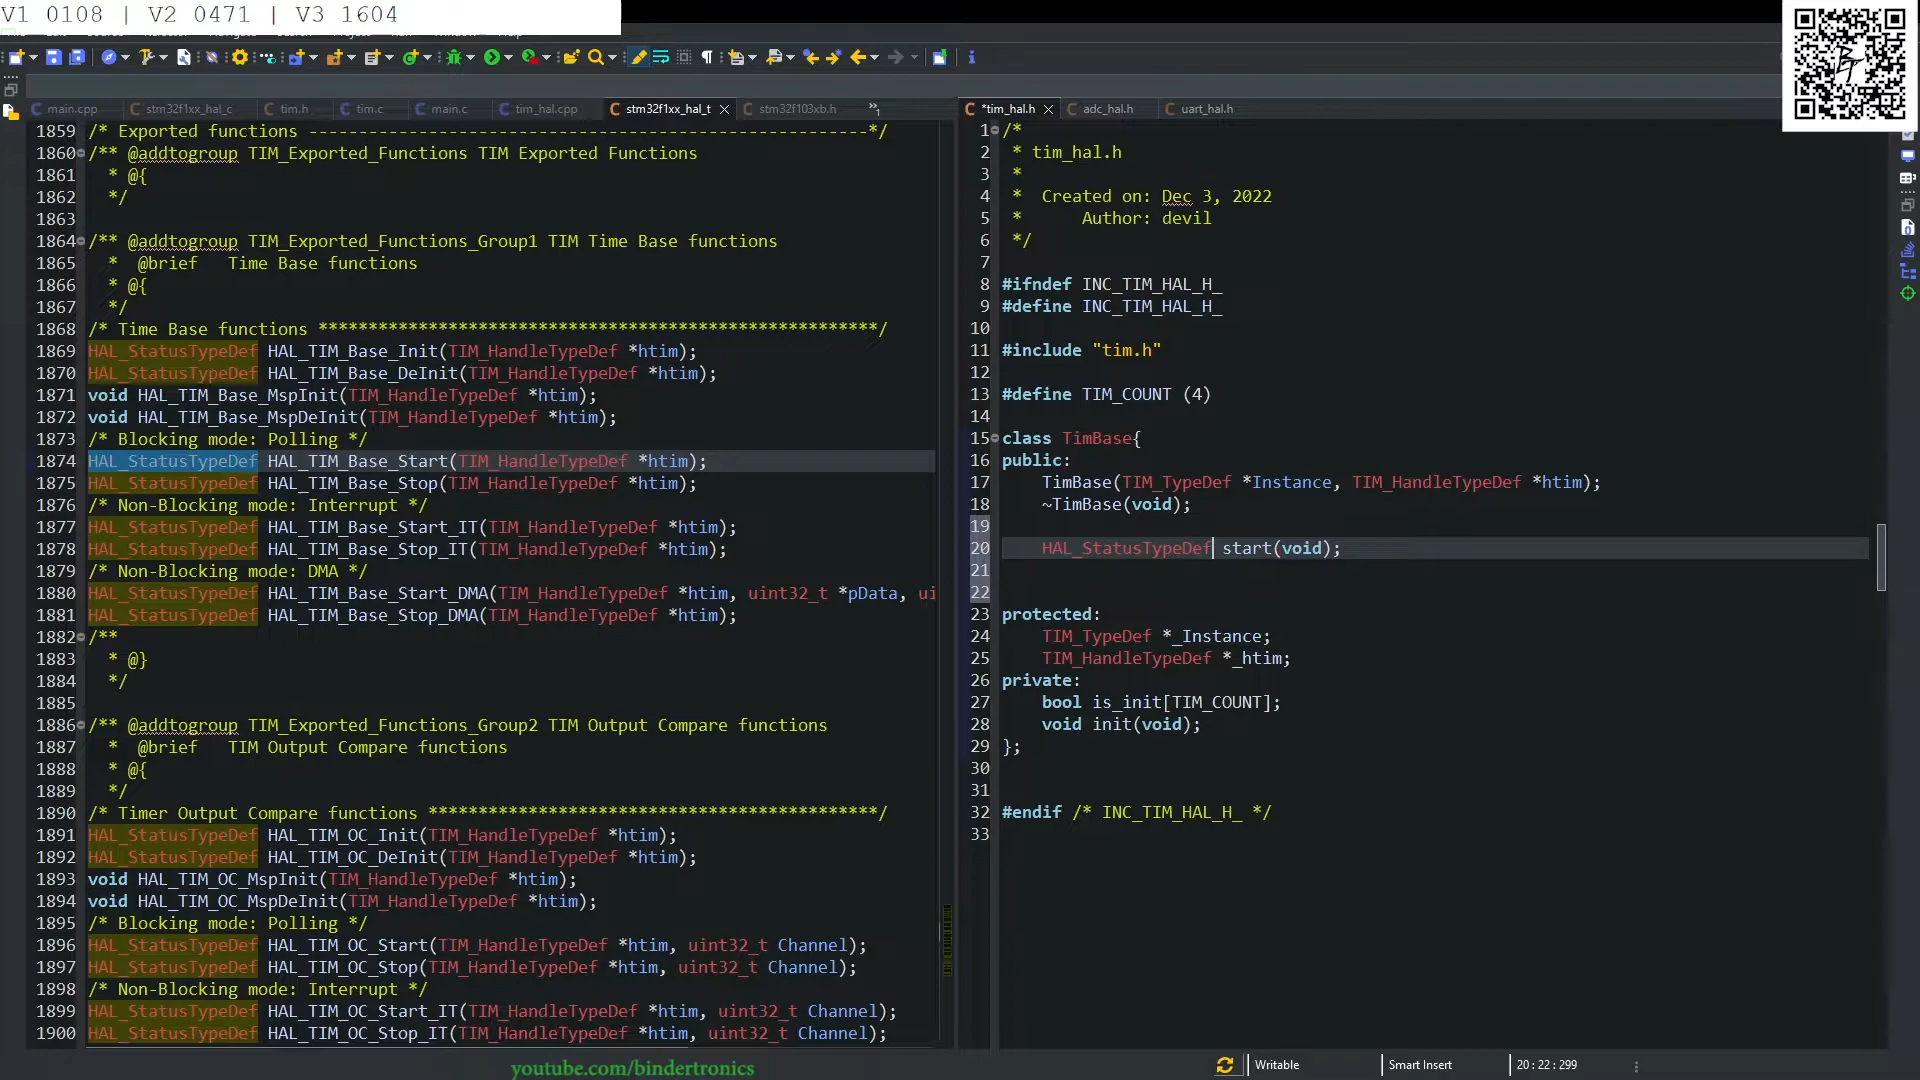 V1 0108 | V2 0471 | V3 1604
main.cpp
stm32f1xx_hal_c
tim.h
tim.c
main.c
tim_hal.cpp
stm32f1xx_hal_t
stm32f103xb.h
»1
1859 /* Exported functions --------------------------------------------------------*/
1860 /** @addtogroup TIM_Exported_Functions TIM Exported Functions
1861 * @{
1862 */
1863
1864 /** @addtogroup TIM_Exported_Functions_Group1 TIM Time Base functions
1865 * @brief Time Base functions
1866 * @{
1867 */
1868 /* Time Base functions ********************************************************/
1869 HAL_StatusTypeDef HAL_TIM_Base_Init(TIM_HandleTypeDef *htim);
1870 HAL_StatusTypeDef HAL_TIM_Base_DeInit(TIM_HandleTypeDef *htim);
1871 void HAL_TIM_Base_MspInit(TIM_HandleTypeDef *htim);
1872 void HAL_TIM_Base_MspDeInit(TIM_HandleTypeDef *htim);
1873 /* Blocking mode: Polling */
1874 HAL_StatusTypeDef HAL_TIM_Base_Start(TIM_HandleTypeDef *htim);
1875 HAL_StatusTypeDef HAL_TIM_Base_Stop(TIM_HandleTypeDef *htim);
1876 /* Non-Blocking mode: Interrupt */
1877 HAL_StatusTypeDef HAL_TIM_Base_Start_IT(TIM_HandleTypeDef *htim);
1878 HAL_StatusTypeDef HAL_TIM_Base_Stop_IT(TIM_HandleTypeDef *htim);
1879 /* Non-Blocking mode: DMA */
1880 HAL_StatusTypeDef HAL_TIM_Base_Start_DMA(TIM_HandleTypeDef *htim, uint32_t *pData, ui
1881 HAL_StatusTypeDef HAL_TIM_Base_Stop_DMA(TIM_HandleTypeDef *htim);
1882 /**
1883 * @}
1884 */
1885
1886 /** @addtogroup TIM_Exported_Functions_Group2 TIM Output Compare functions
1887 * @brief TIM Output Compare functions
1888 * @{
1889 */
1890 /* Timer Output Compare functions *********************************************/
1891 HAL_StatusTypeDef HAL_TIM_OC_Init(TIM_HandleTypeDef *htim);
1892 HAL_StatusTypeDef HAL_TIM_OC_DeInit(TIM_HandleTypeDef *htim);
1893 void HAL_TIM_OC_MspInit(TIM_HandleTypeDef *htim);
1894 void HAL_TIM_OC_MspDeInit(TIM_HandleTypeDef *htim);
1895 /* Blocking mode: Polling */
1896 HAL_StatusTypeDef HAL_TIM_OC_Start(TIM_HandleTypeDef *htim, uint32_t Channel);
1897 HAL_StatusTypeDef HAL_TIM_OC_Stop(TIM_HandleTypeDef *htim, uint32_t Channel);
1898 /* Non-Blocking mode: Interrupt */
1899 HAL_StatusTypeDef HAL_TIM_OC_Start_IT(TIM_HandleTypeDef *htim, uint32_t Channel);
1900 HAL_StatusTypeDef HAL_TIM_OC_Stop_IT(TIM_HandleTypeDef *htim, uint32_t Channel);
*tim_hal.h
adc_hal.h
uart_hal.h
1 /*
2 * tim_hal.h
3 *
4 * Created on: Dec 3, 2022
5 * Author: devil
6 */
7
8 #ifndef INC_TIM_HAL_H_
9 #define INC_TIM_HAL_H_
10
11 #include "tim.h"
12
13 #define TIM_COUNT (4)
14
15 class TimBase{
16 public:
17 TimBase(TIM_TypeDef *Instance, TIM_HandleTypeDef *htim);
18 ~TimBase(void);
19
20 HAL_StatusTypeDef start(void);
21
22
23 protected:
24 TIM_TypeDef *_Instance;
25 TIM_HandleTypeDef *_htim;
26 private:
27 bool is_init[TIM_COUNT];
28 void init(void);
29 };
30
31
32 #endif /* INC_TIM_HAL_H_ */
33
youtube.com/bindertronics
Writable
Smart Insert
20 : 22 : 299